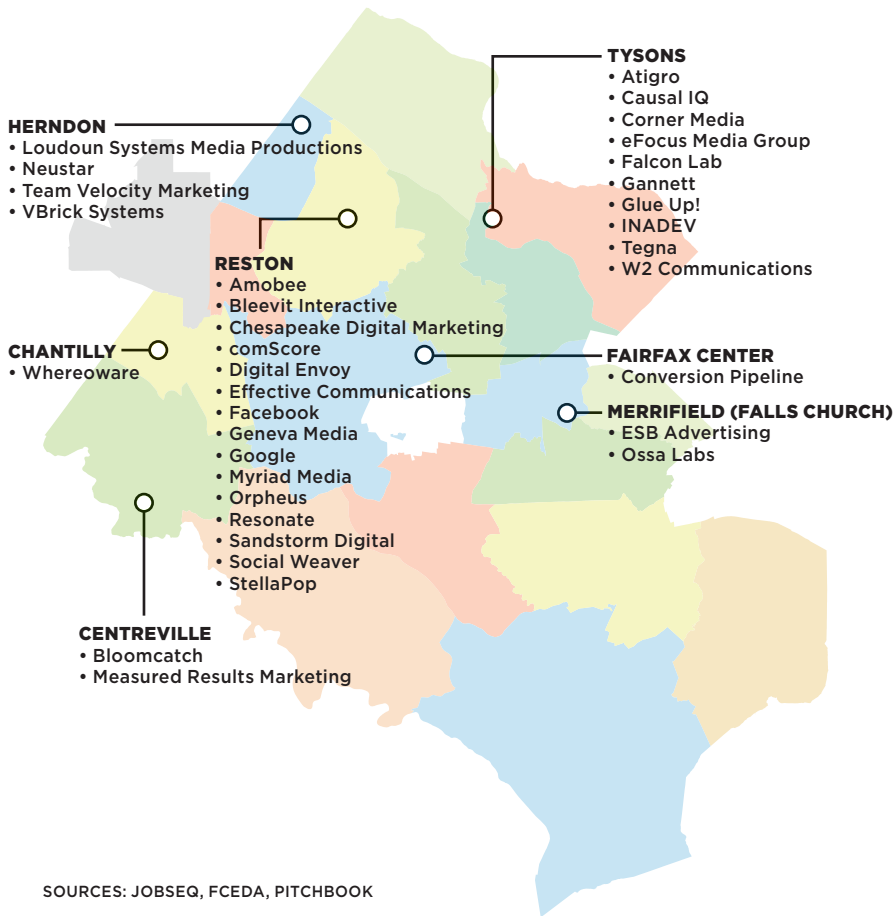 HERNDON
• Loudoun Systems Media Productions
• Neustar
• Team Velocity Marketing
• VBrick Systems
TYSONS
• Atigro
• Causal IQ
• Corner Media
• eFocus Media Group
• Falcon Lab
• Gannett
• Glue Up!
• INADEV
• Tegna
• W2 Communications
RESTON
• Amobee
• Bleevit Interactive
• Chesapeake Digital Marketing
• comScore
• Digital Envoy
• Effective Communications
• Facebook
• Geneva Media
• Google
• Myriad Media
• Orpheus
• Resonate
• Sandstorm Digital
• Social Weaver
• StellaPop
CHANTILLY
• Whereoware
FAIRFAX CENTER
• Conversion Pipeline
MERRIFIELD (FALLS CHURCH)
• ESB Advertising
• Ossa Labs
CENTREVILLE
• Bloomcatch
• Measured Results Marketing
SOURCES: JOBSEQ, FCEDA, PITCHBOOK